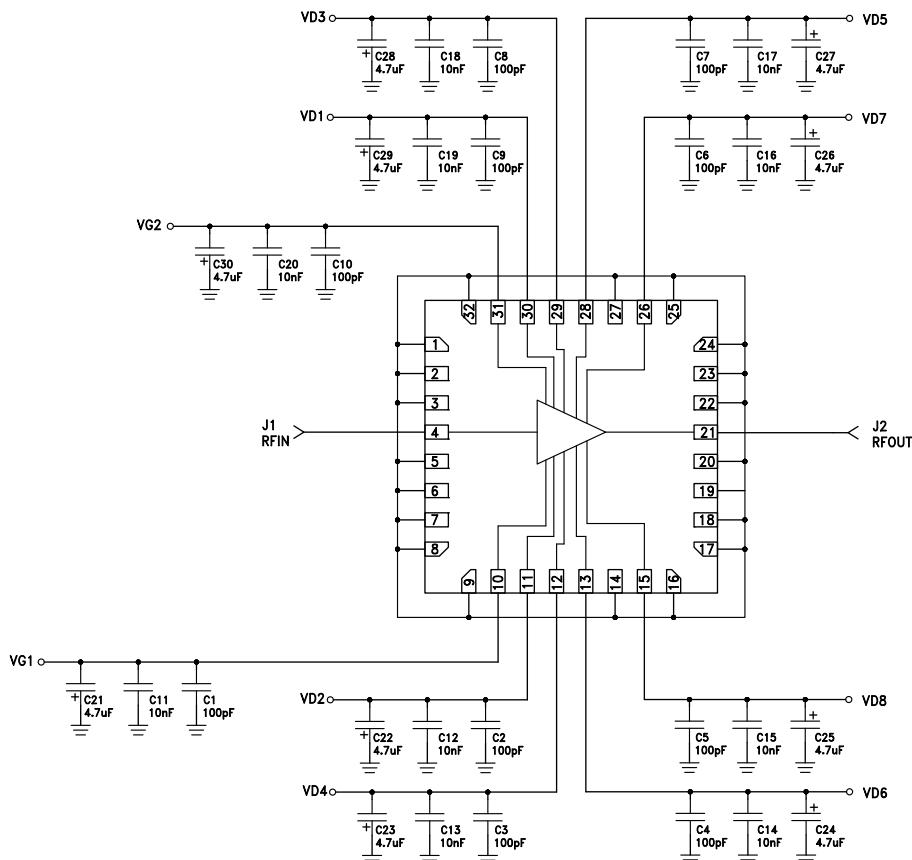 VD3
C28
4.7uF
C18
10nF
C8
100pF
C7
100pF
C17
10nF
C27
4.7uF
VD5
VD1
C29
4.7uF
C19
10nF
C9
100pF
C6
100pF
C16
10nF
C26
4.7uF
VD7
VG2
C30
4.7uF
C20
10nF
C10
100pF
32
31
30
29
28
27
26
25
1
2
3
4
5
6
7
8
24
23
22
21
20
19
18
17
J1
RFIN
J2
RFOUT
9
10
11
12
13
14
15
16
VG1
C21
4.7uF
C11
10nF
C1
100pF
VD2
C22
4.7uF
C12
10nF
C2
100pF
C5
100pF
C15
10nF
C25
4.7uF
VD8
VD4
C23
4.7uF
C13
10nF
C3
100pF
C4
100pF
C14
10nF
C24
4.7uF
VD6